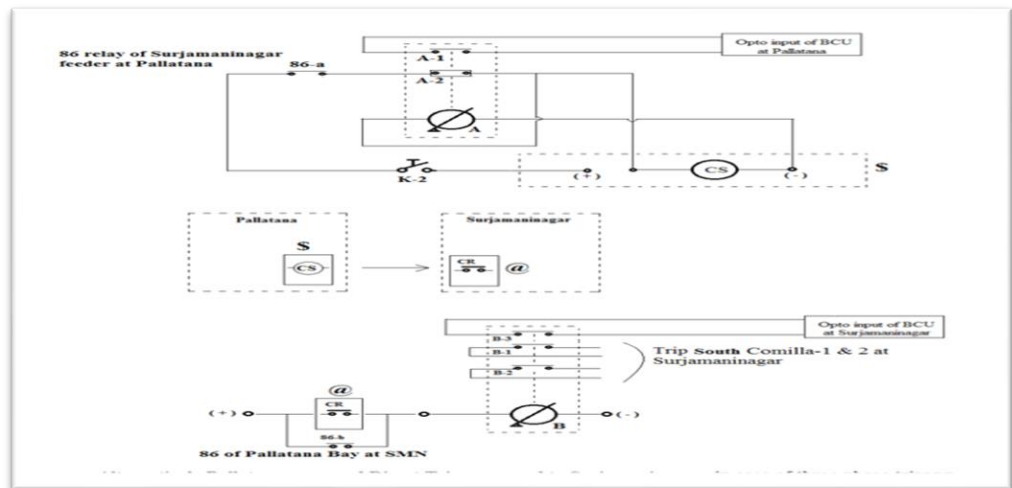 Opto input of BCU
at Pallatana
86 relay of Surjamaninagar
feeder at Pallatana
86-a
A-1
A-2
A
K-2
(+)
CS
(-)
$
Pallatana
Surjamaninagar
$
CS
CR
@
Opto input of BCU
at Surjamaninagar
B-3
B-1
B-2
Trip South Comilla-1 & 2 at
Surjamaninagar
@
CR
(+)
B
(-)
86-b
86 of Pallatana Bay at SMN